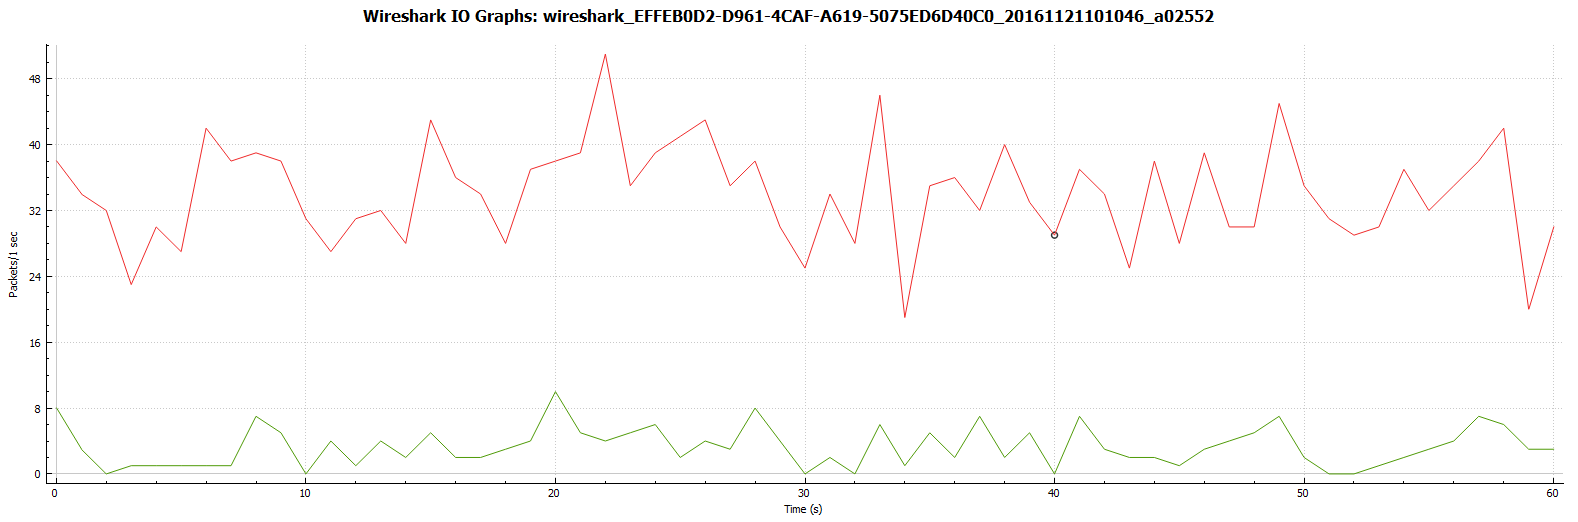 Wireshark IO Graphs: wireshark_EFFEB0D2-D961-4CAF-A619-5075ED6D40C0_20161121101046_a02552
48
40
32
24
16
8
0
Packets/1 sec
0 10 20 30 40 50 60
Time (s)